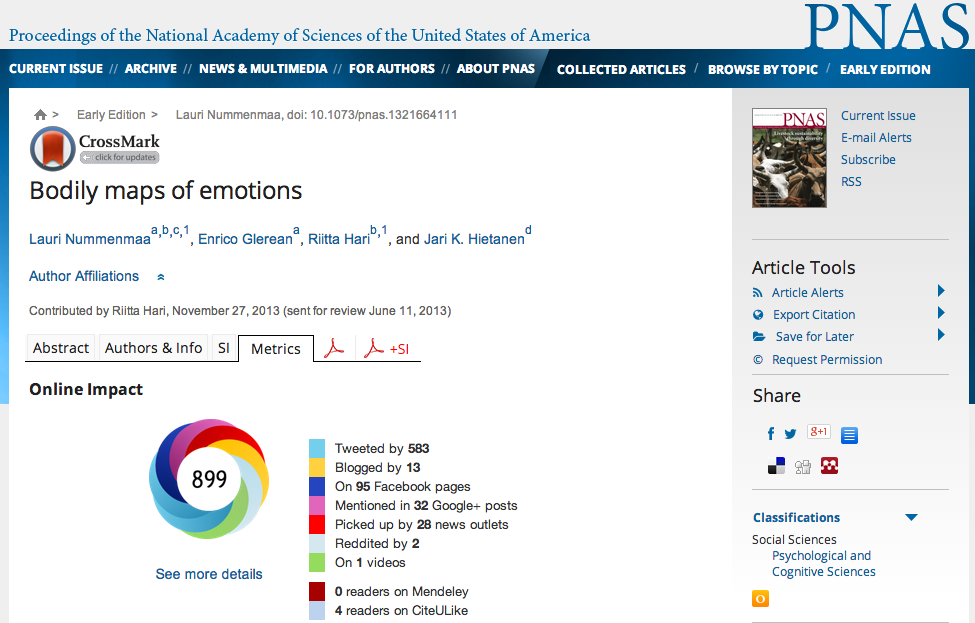 Proceedings of the National Academy of Sciences of the United States of America
PNAS
CURRENT ISSUE // ARCHIVE // NEWS & MULTIMEDIA // FOR AUTHORS // ABOUT PNAS
COLLECTED ARTICLES / BROWSE BY TOPIC / EARLY EDITION
> Early Edition > Lauri Nummenmaa, doi: 10.1073/pnas.1321664111
CrossMark
click for updates
Bodily maps of emotions
Lauri Nummenmaa a,b,c,1, Enrico Glerean a, Riitta Hari b,1, and Jari K. Hietanen d
Author Affiliations
Contributed by Riitta Hari, November 27, 2013 (sent for review June 11, 2013)
Abstract
Authors & Info
SI
Metrics
+SI
Online Impact
899
See more details
Tweeted by 583
Blogged by 13
On 95 Facebook pages
Mentioned in 32 Google+ posts
Picked up by 28 news outlets
Reddited by 2
On 1 videos
0 readers on Mendeley
4 readers on CiteULike
PNAS
Current Issue
E-mail Alerts
Subscribe
RSS
Article Tools
Article Alerts
Export Citation
Save for Later
© Request Permission
Share
g+1
Classifications
Social Sciences
Psychological and
Cognitive Sciences